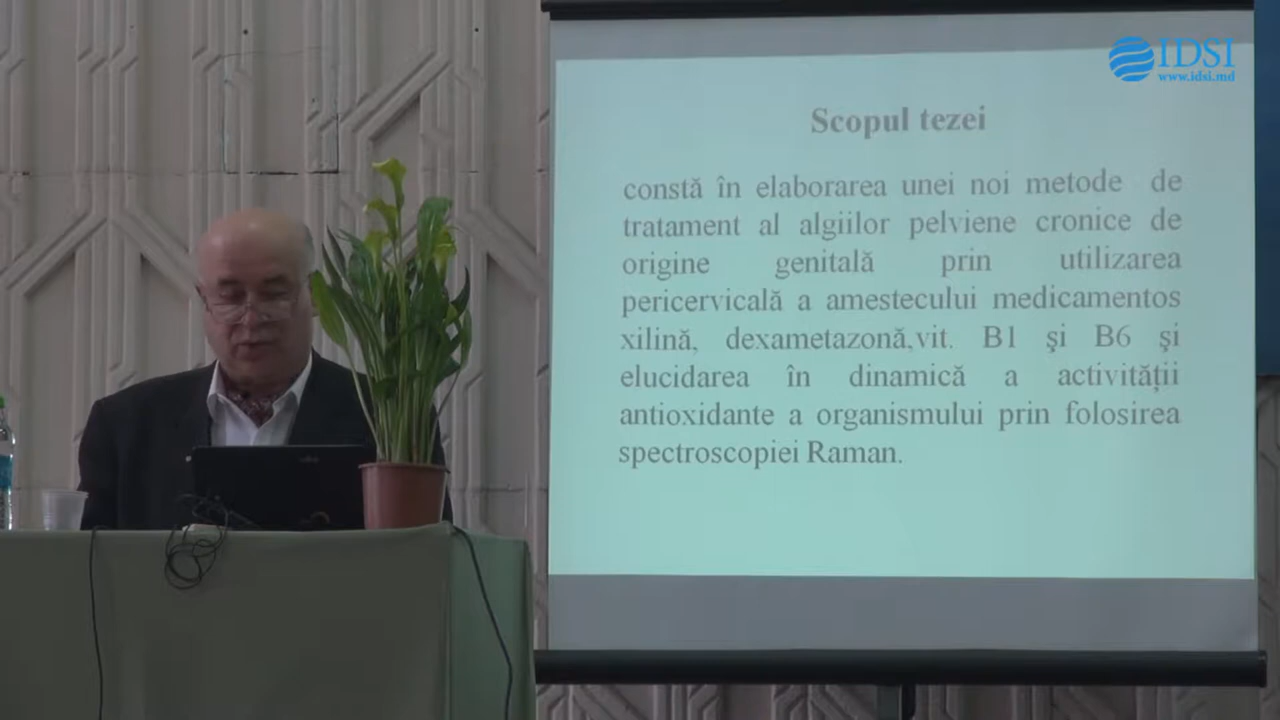 IDSI
www.idsi.md
Scopul tezei
constă în elaborarea unei noi metode de
tratament al algiilor pelviene cronice de
origine genitală prin utilizarea
pericervicală a amestecului medicamentos
xilină, dexametazonă,vit. B1 şi B6 şi
elucidarea în dinamică a activităţii
antioxidante a organismului prin folosirea
spectroscopiei Raman.